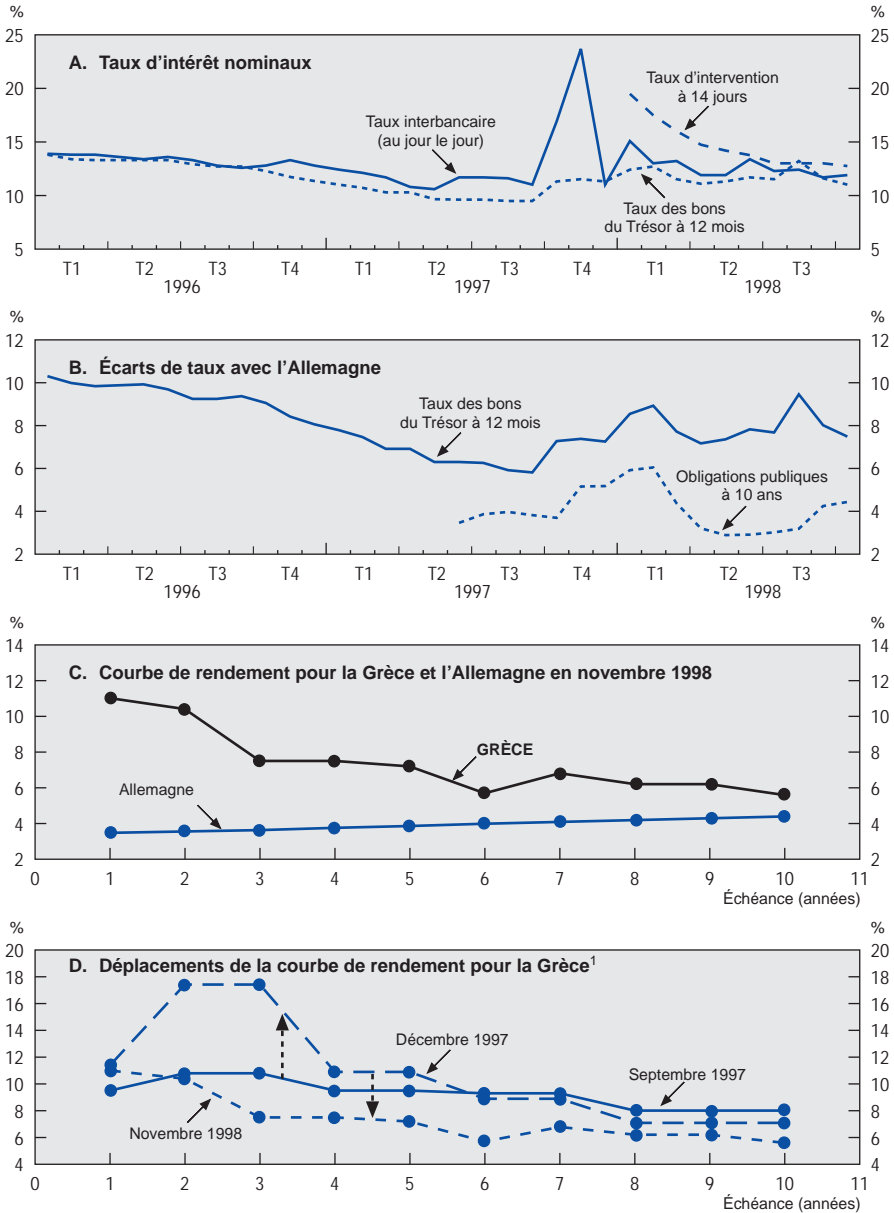 % %
A. Taux d'intérêt nominaux
25 25
20 20
15 15
10 10
5 5
Taux d'intervention
à 14 jours
Taux interbancaire
(au jour le jour)
Taux des bons
du Trésor à 12 mois
T1 T2 T3 T4 T1 T2 T3 T4 T1 T2 T3
1996 1997 1998
% %
B. Écarts de taux avec l'Allemagne
12 12
10 10
8 8
6 6
4 4
2 2
Taux des bons
du Trésor à 12 mois
Obligations publiques
à 10 ans
T1 T2 T3 T4 T1 T2 T3 T4 T1 T2 T3
1996 1997 1998
% %
C. Courbe de rendement pour la Grèce et l'Allemagne en novembre 1998
14 14
12 12
10 10
8 8
6 6
4 4
2 2
GRÈCE
Allemagne
0 1 2 3 4 5 6 7 8 9 10 11
Échéance (années)
% %
D. Déplacements de la courbe de rendement pour la Grèce1
20 20
18 18
16 16
14 14
12 12
10 10
8 8
6 6
4 4
Décembre 1997
Septembre 1997
Novembre 1998
0 1 2 3 4 5 6 7 8 9 10 11
Échéance (années)